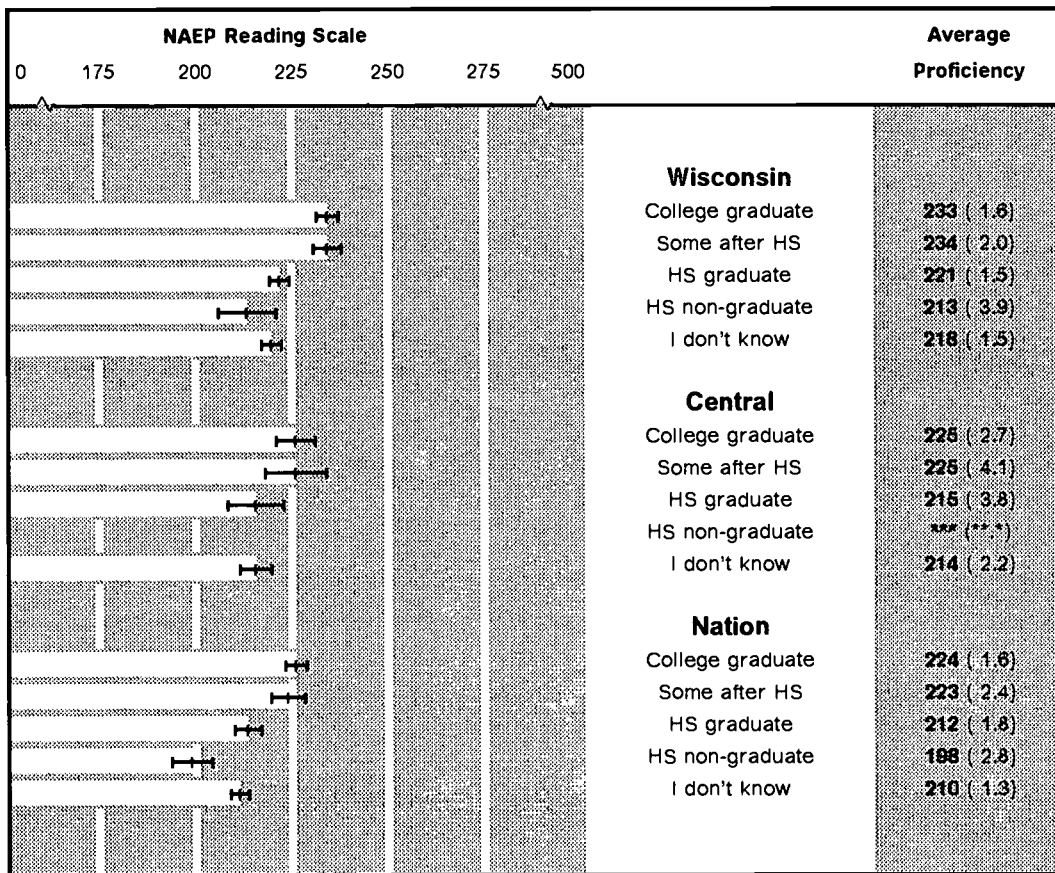 NAEP Reading Scale Average
0 175 200 225 250 275 500 Proficiency
Wisconsin
College graduate 233 ( 1.6)
Some after HS 234 ( 2.0)
HS graduate 221 ( 1.5)
HS non-graduate 213 ( 3.9)
I don't know 218 ( 1.5)
Central
College graduate 225 ( 2.7)
Some after HS 225 ( 4.1)
HS graduate 215 ( 3.8)
HS non-graduate *** (**.*)
I don't know 214 ( 2.2)
Nation
College graduate 224 ( 1.6)
Some after HS 223 ( 2.4)
HS graduate 212 ( 1.8)
HS non-graduate 198 ( 2.8)
I don't know 210 ( 1.3)